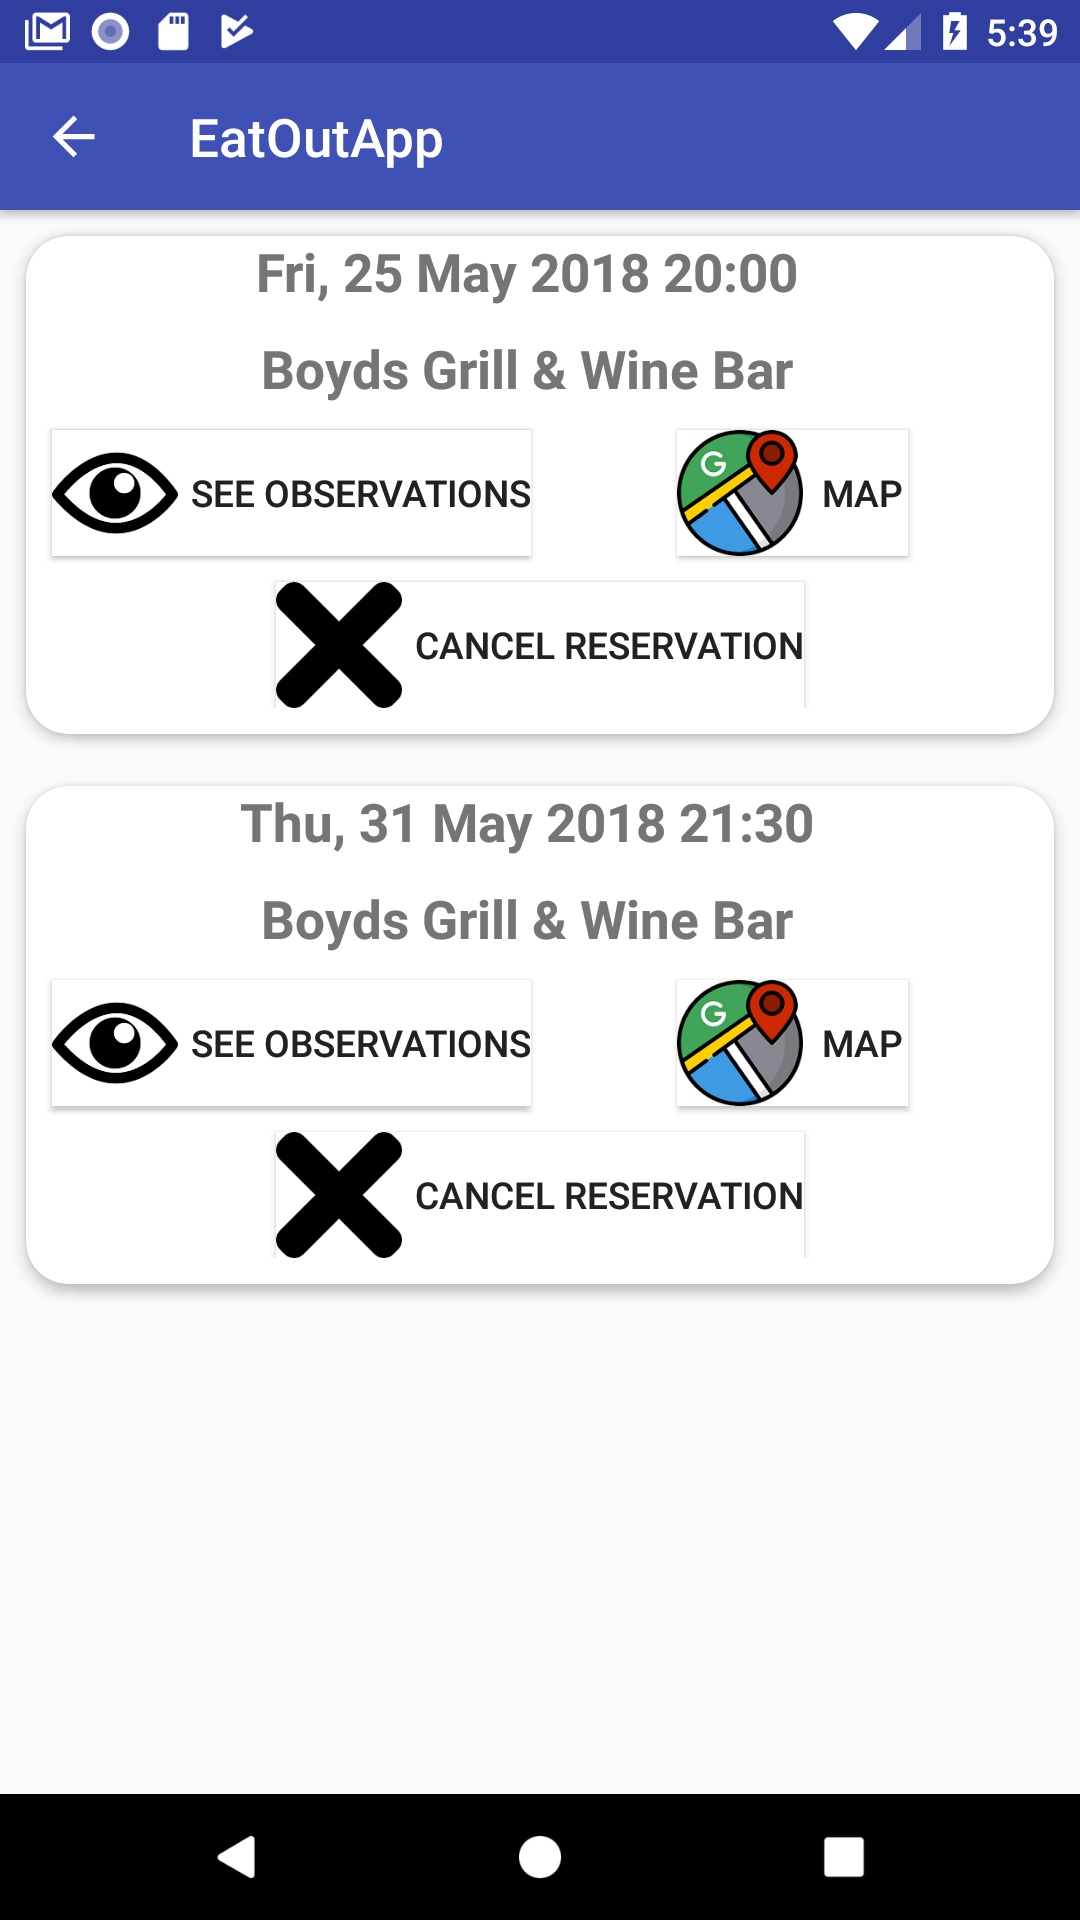 5:39
EatOutApp
Fri, 25 May 2018 20:00
Boyds Grill & Wine Bar
SEE OBSERVATIONS
G
MAP
CANCEL RESERVATION
Thu, 31 May 2018 21:30
Boyds Grill & Wine Bar
SEE OBSERVATIONS
G
MAP
CANCEL RESERVATION